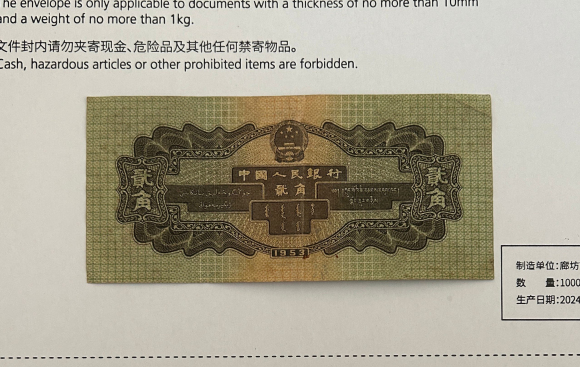 The envelope is only applicable to documents with a thickness of no more than 10mm
and a weight of no more than 1kg.
文件封内请勿夹寄现金、危险品及其他任何禁寄物品。
Cash, hazardous articles or other prohibited items are forbidden.
中國人民銀行
貳角
貳角
貳角
1953
制造单位:廊坊
数 量:1000
生产日期:2024